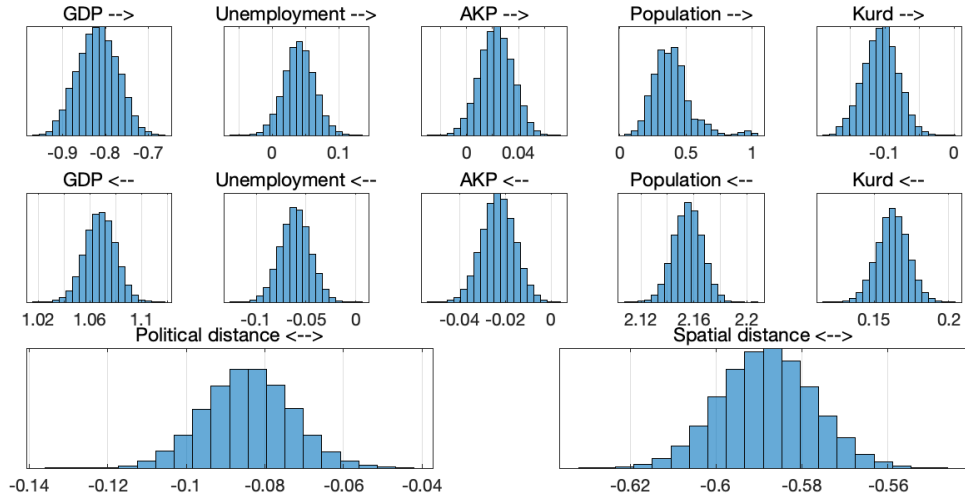 GDP --> Unemployment --> AKP --> Population --> Kurd -->
-0.9 -0.8 -0.7 0 0.1 0 0.04 0 0.5 1 -0.1 0
GDP <-- Unemployment <-- AKP <-- Population <-- Kurd <--
1.02 1.06 1.1 -0.1 -0.05 0 -0.04 -0.02 0 2.12 2.16 2.2 0.15 0.2
Political distance <--> Spatial distance <-->
-0.14 -0.12 -0.1 -0.08 -0.06 -0.04 -0.62 -0.6 -0.58 -0.56